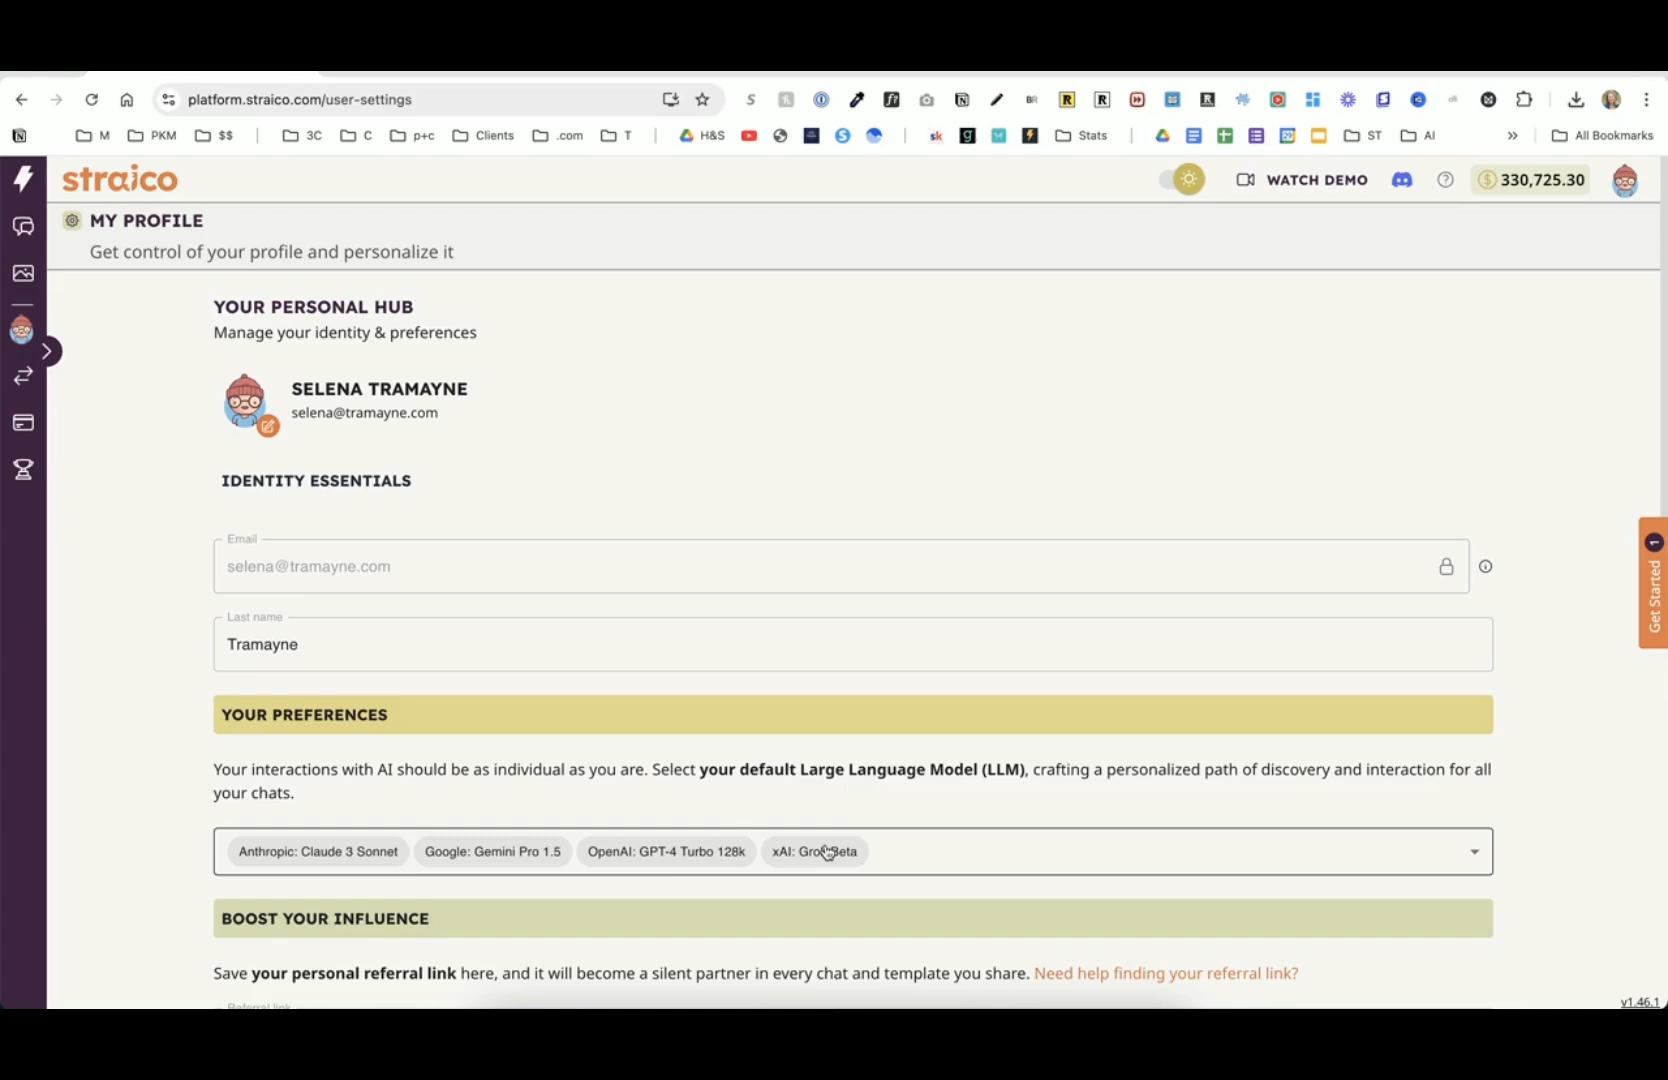 platform.straico.com/user-settings
M
PKM
$$
3C
C
p+c
Clients
.com
T
H&S
Stats
ST
AI
All Bookmarks
straico
WATCH DEMO
330,725.30
MY PROFILE
Get control of your profile and personalize it
YOUR PERSONAL HUB
Manage your identity & preferences
SELENA TRAMAYNE
selena@tramayne.com
IDENTITY ESSENTIALS
Email
selena@tramayne.com
Last name
Tramayne
Get Started 1
YOUR PREFERENCES
Your interactions with AI should be as individual as you are. Select your default Large Language Model (LLM), crafting a personalized path of discovery and interaction for all
your chats.
Anthropic: Claude 3 Sonnet
Google: Gemini Pro 1.5
OpenAI: GPT-4 Turbo 128k
xAI: Grok Beta
BOOST YOUR INFLUENCE
Save your personal referral link here, and it will become a silent partner in every chat and template you share. Need help finding your referral link?
Referral link
v1.46.1